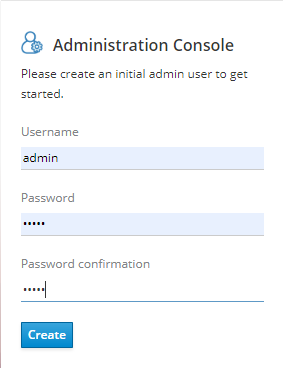 Administration Console
Please create an initial admin user to get
started.
Username
admin
Password
•••••
Password confirmation
•••••
Create